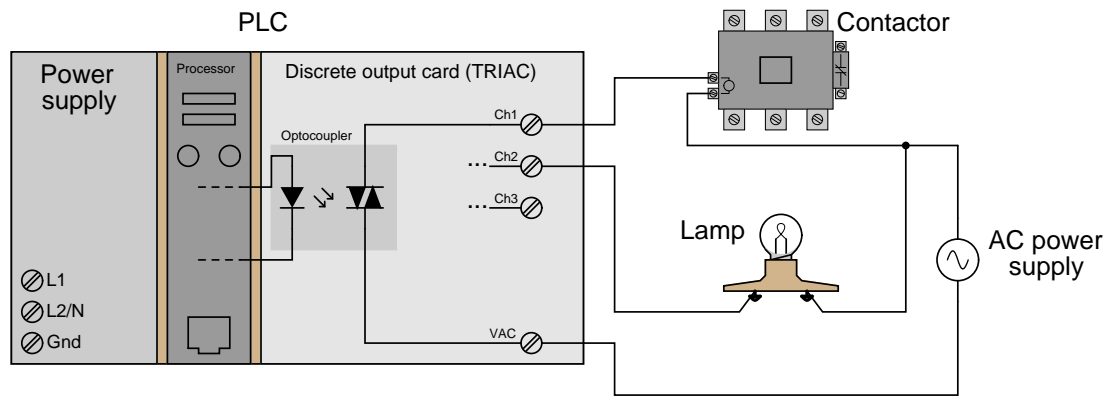 PLC
Contactor
Power
supply
Processor
Discrete output card (TRIAC)
Ch1
Optocoupler
... Ch2
... Ch3
Lamp
AC power
supply
L1
L2/N
Gnd
VAC